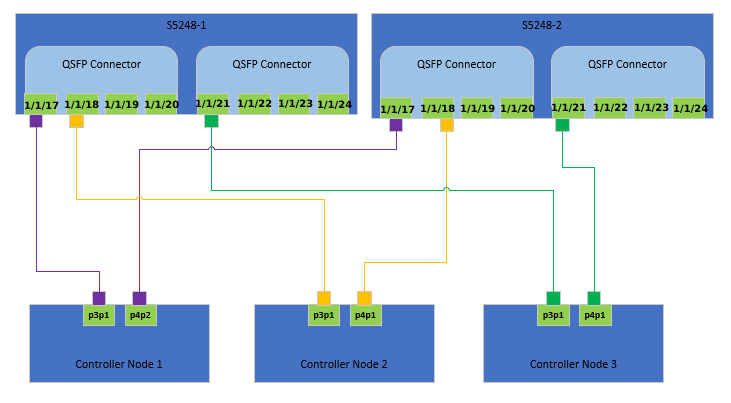 S5248-1
S5248-2
QSFP Connector
QSFP Connector
QSFP Connector
QSFP Connector
1/1/17 1/1/18 1/1/19 1/1/20
1/1/21 1/1/22 1/1/23 1/1/24
1/1/17 1/1/18 1/1/19 1/1/20
1/1/21 1/1/22 1/1/23 1/1/24
p3p1 p4p2
p3p1 p4p1
p3p1 p4p1
Controller Node 1
Controller Node 2
Controller Node 3